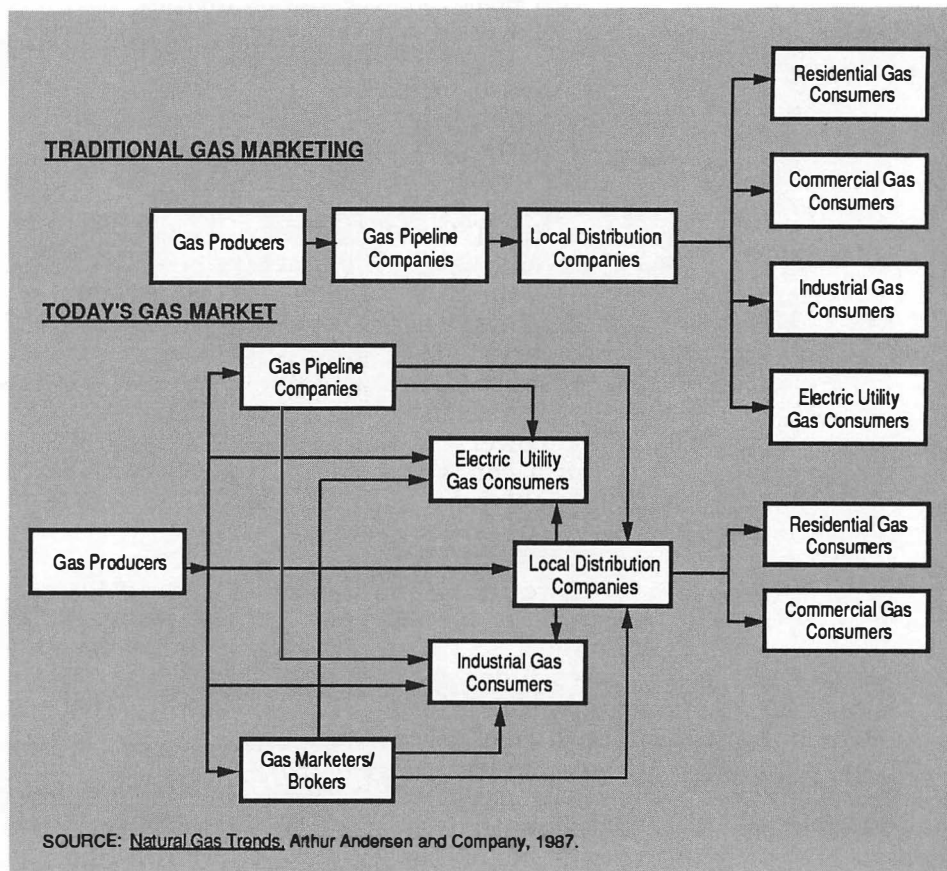 TRADITIONAL GAS MARKETING
Gas Producers
Gas Pipeline
Companies
Local Distribution
Companies
Residential Gas
Consumers
Commercial Gas
Consumers
Industrial Gas
Consumers
Electric Utility
Gas Consumers
TODAY'S GAS MARKET
Gas Producers
Gas Pipeline
Companies
Electric Utility
Gas Consumers
Local Distribution
Companies
Industrial Gas
Consumers
Gas Marketers/
Brokers
Residential Gas
Consumers
Commercial Gas
Consumers
SOURCE: Natural Gas Trends, Arthur Andersen and Company, 1987.